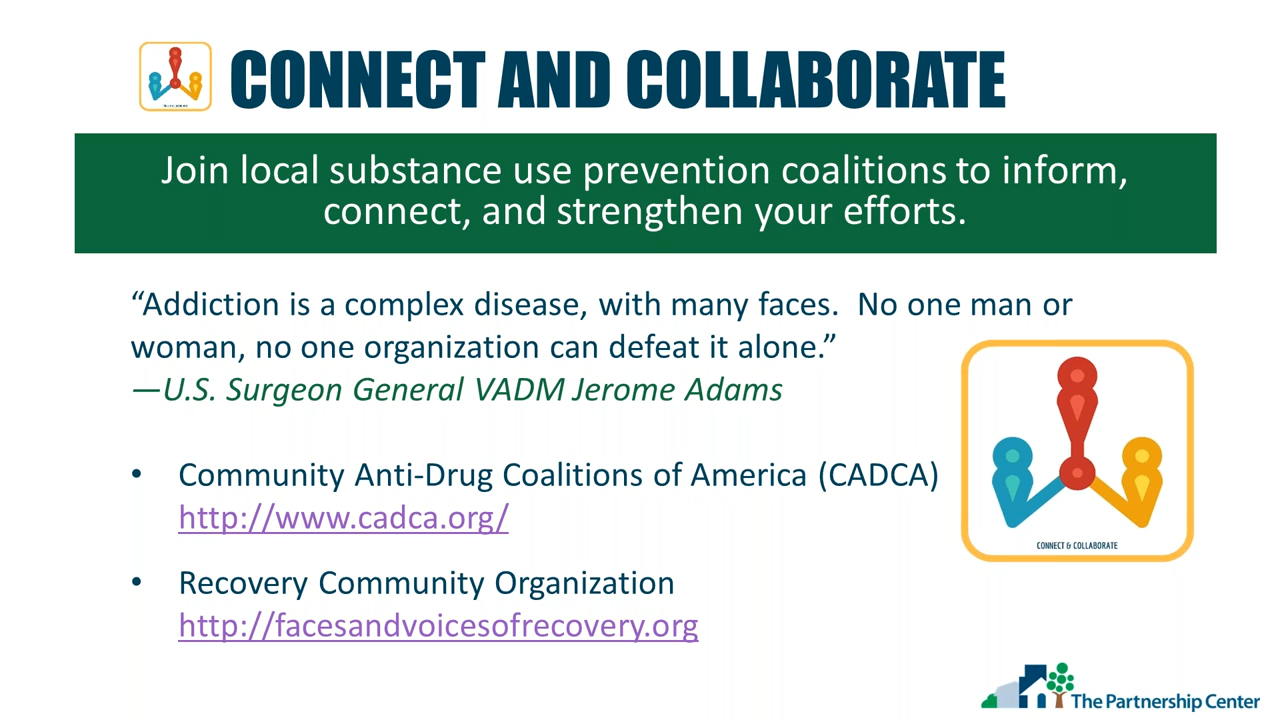 CONNECT AND COLLABORATE
Join local substance use prevention coalitions to inform,
connect, and strengthen your efforts.
“Addiction is a complex disease, with many faces.  No one man or
woman, no one organization can defeat it alone.”
—U.S. Surgeon General VADM Jerome Adams
• Community Anti-Drug Coalitions of America (CADCA)
http://www.cadca.org/
• Recovery Community Organization
http://facesandvoicesofrecovery.org
CONNECT & COLLABORATE
The Partnership Center